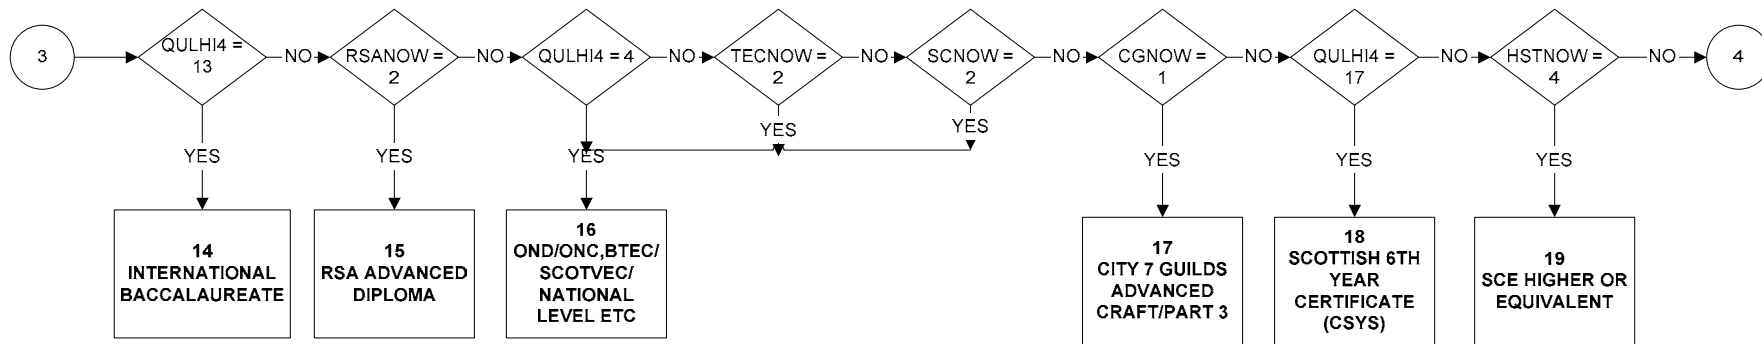 3
QULHI4 =
13
NO
RSANOW =
2
NO
QULHI4 = 4
NO
TECNOW =
2
NO
SCNOW =
2
NO
CGNOW =
1
NO
QULHI4 =
17
NO
HSTNOW =
4
NO
4
YES
YES
YES
YES
YES
YES
YES
YES
14
INTERNATIONAL
BACCALAUREATE
15
RSA ADVANCED
DIPLOMA
16
OND/ONC,BTEC/
SCOTVEC/
NATIONAL
LEVEL ETC
17
CITY 7 GUILDS
ADVANCED
CRAFT/PART 3
18
SCOTTISH 6TH
YEAR
CERTIFICATE
(CSYS)
19
SCE HIGHER OR
EQUIVALENT